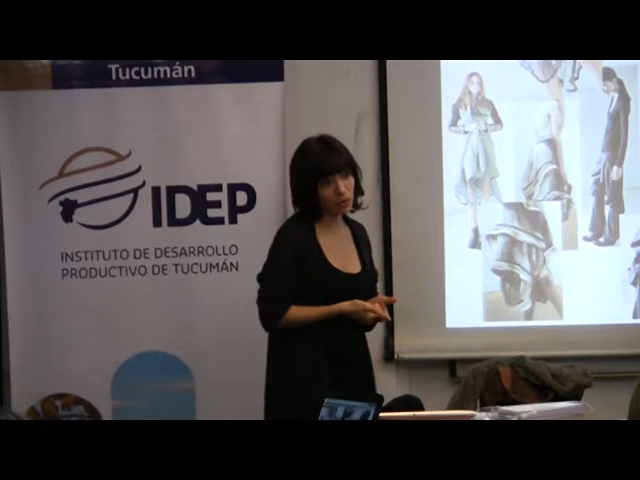 Tucumán
IDEP
INSTITUTO DE DESARROLLO
PRODUCTIVO DE TUCUMÁN